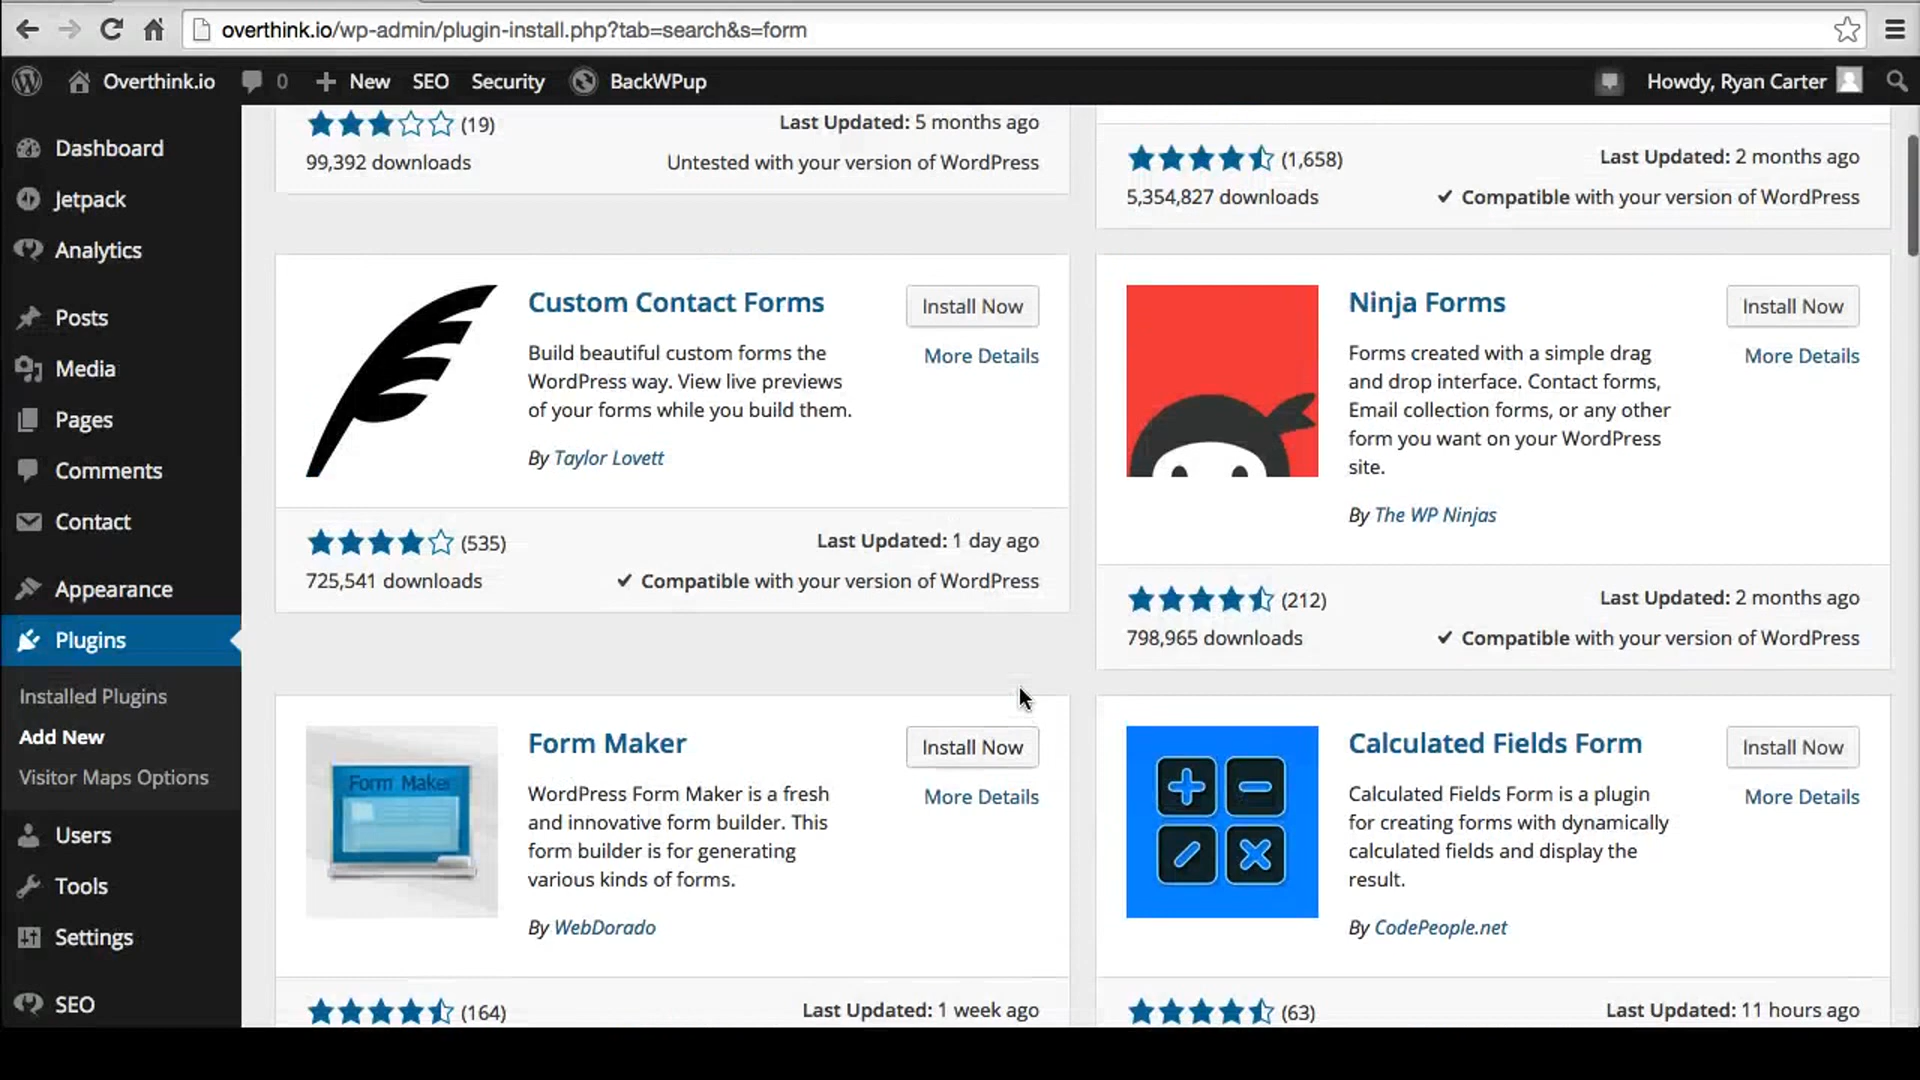 overthink.io/wp-admin/plugin-install.php?tab=search&s=form
Overthink.io 0 New SEO Security BackWPup Howdy, Ryan Carter
Dashboard
Jetpack
Analytics
Posts
Media
Pages
Comments
Contact
Appearance
Plugins
Installed Plugins
Add New
Visitor Maps Options
Users
Tools
Settings
SEO
(19) Last Updated: 5 months ago
99,392 downloads Untested with your version of WordPress
(1,658) Last Updated: 2 months ago
5,354,827 downloads ✔ Compatible with your version of WordPress
Custom Contact Forms
Install Now
More Details
Build beautiful custom forms the
WordPress way. View live previews
of your forms while you build them.
By Taylor Lovett
(535) Last Updated: 1 day ago
725,541 downloads ✔ Compatible with your version of WordPress
Ninja Forms
Install Now
More Details
Forms created with a simple drag
and drop interface. Contact forms,
Email collection forms, or any other
form you want on your WordPress
site.
By The WP Ninjas
(212) Last Updated: 2 months ago
798,965 downloads ✔ Compatible with your version of WordPress
Form Maker
Form Maker
Install Now
More Details
WordPress Form Maker is a fresh
and innovative form builder. This
form builder is for generating
various kinds of forms.
By WebDorado
(164) Last Updated: 1 week ago
Calculated Fields Form
Install Now
More Details
Calculated Fields Form is a plugin
for creating forms with dynamically
calculated fields and display the
result.
By CodePeople.net
(63) Last Updated: 11 hours ago